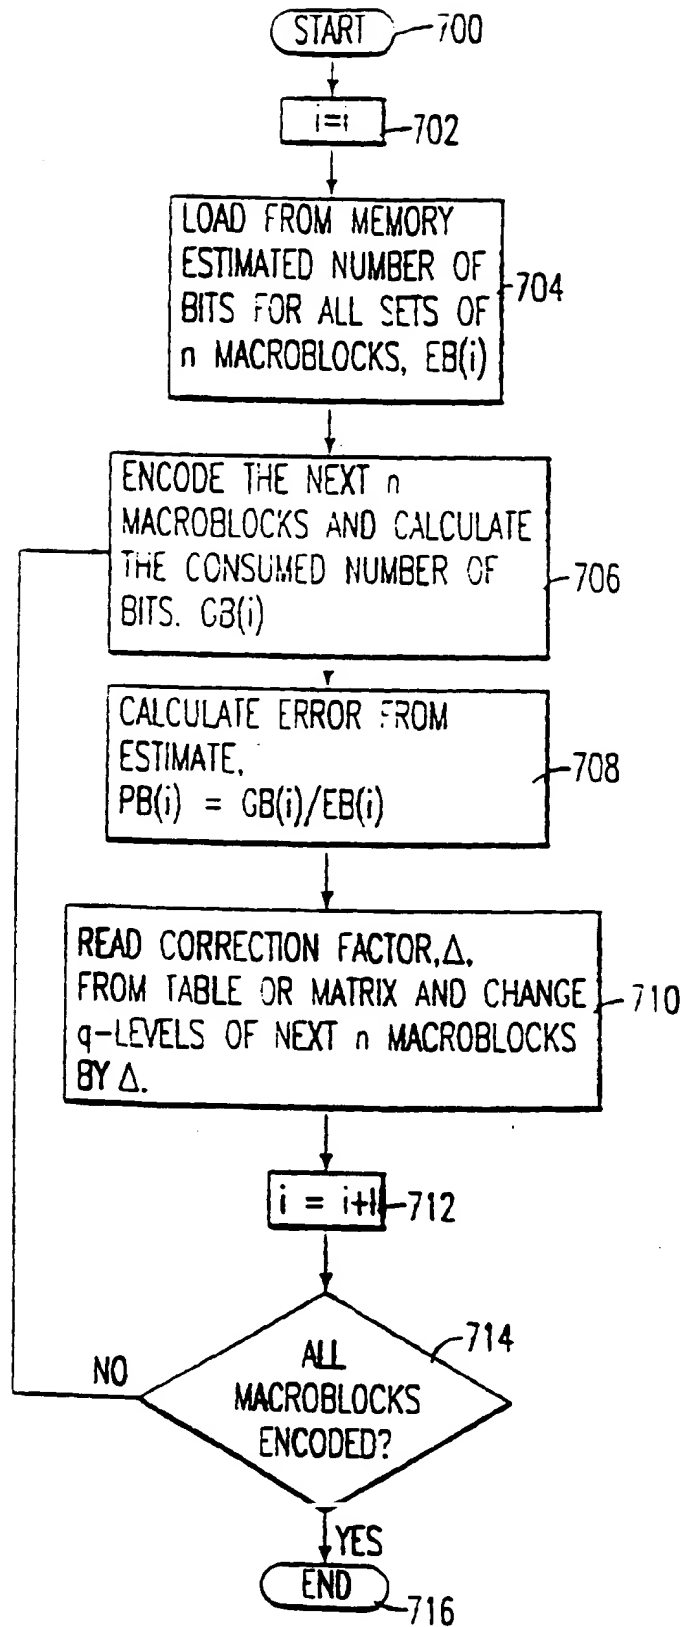 START
700
i=i
702
LOAD FROM MEMORY
ESTIMATED NUMBER OF
BITS FOR ALL SETS OF
n MACROBLOCKS, EB(i)
704
ENCODE THE NEXT n
MACROBLOCKS AND CALCULATE
THE CONSUMED NUMBER OF
BITS. GB(i)
706
CALCULATE ERROR FROM
ESTIMATE,
PB(i) = GB(i)/EB(i)
708
READ CORRECTION FACTOR,Δ,
FROM TABLE OR MATRIX AND CHANGE
q-LEVELS OF NEXT n MACROBLOCKS
BY Δ.
710
i = i+1
712
ALL
MACROBLOCKS
ENCODED?
714
NO
YES
END
716